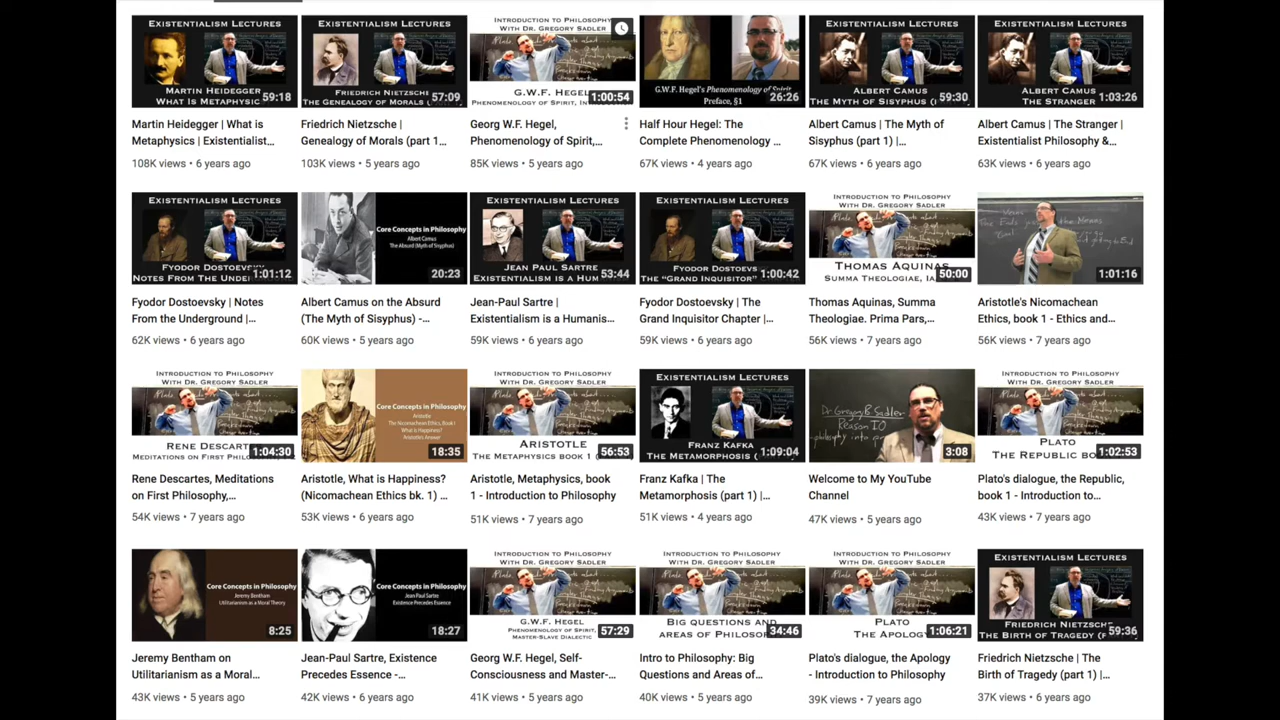 EXISTENTIALISM LECTURES
MARTIN HEIDEGGER
WHAT IS METAPHYSIC
59:18
Martin Heidegger | What is
Metaphysics | Existentialist...
108K views • 6 years ago
EXISTENTIALISM LECTURES
FRIEDRICH NIETZSCHE
THE GENEALOGY OF MORALS
57:09
Friedrich Nietzsche |
Genealogy of Morals (part 1...
103K views • 5 years ago
INTRODUCTION TO PHILOSOPHY
WITH DR. GREGORY SADLER
G.W.F. HEGEL
PHENOMENOLOGY OF SPIRIT,
1:00:54
Georg W.F. Hegel,
Phenomenology of Spirit,...
85K views • 5 years ago
G.W.F. HEGEL's Phenomenology of Spirit
Preface, §1
26:26
Half Hour Hegel: The
Complete Phenomenology ...
67K views • 4 years ago
EXISTENTIALISM LECTURES
ALBERT CAMUS
THE MYTH OF SISYPHUS
59:30
Albert Camus | The Myth of
Sisyphus (part 1) |...
67K views • 6 years ago
EXISTENTIALISM LECTURES
ALBERT CAMUS
THE STRANGER
1:03:26
Albert Camus | The Stranger |
Existentialist Philosophy &...
63K views • 6 years ago
EXISTENTIALISM LECTURES
FYODOR DOSTOEV
NOTES FROM THE UNDER
1:01:12
Fyodor Dostoevsky | Notes
From the Underground |...
62K views • 6 years ago
Core Concepts in Philosophy
Albert Camus
The Absurd (Myth of Sisyphus)
20:23
Albert Camus on the Absurd
(The Myth of Sisyphus) -...
60K views • 5 years ago
EXISTENTIALISM LECTURES
JEAN PAUL SARTRE
EXISTENTIALISM IS A HUM
53:44
Jean-Paul Sartre |
Existentialism is a Humanis...
59K views • 6 years ago
EXISTENTIALISM LECTURES
FYODOR DOSTOEVS
THE "GRAND INQUISITOR"
1:00:42
Fyodor Dostoevsky | The
Grand Inquisitor Chapter |...
59K views • 6 years ago
INTRODUCTION TO PHILOSOPHY
WITH DR. GREGORY SADLER
THOMAS AQUINAS
SUMMA THEOLOGIAE, IA
50:00
Thomas Aquinas, Summa
Theologiae. Prima Pars,...
56K views • 7 years ago
1:01:16
Aristotle's Nicomachean
Ethics, book 1 - Ethics and...
56K views • 7 years ago
INTRODUCTION TO PHILOSOPHY
WITH DR. GREGORY SADLER
RENE DESCART
MEDITATIONS ON FIRST PHILO
1:04:30
Rene Descartes, Meditations
on First Philosophy,...
54K views • 7 years ago
Core Concepts in Philosophy
Aristotle
The Nicomachean Ethics, Book I
What is Happiness?
Aristotle's Answer
18:35
Aristotle, What is Happiness?
(Nicomachean Ethics bk. 1) ...
53K views • 6 years ago
INTRODUCTION TO PHILOSOPHY
WITH DR. GREGORY SADLER
ARISTOTLE
THE METAPHYSICS BOOK 1
56:53
Aristotle, Metaphysics, book
1 - Introduction to Philosophy
51K views • 7 years ago
EXISTENTIALISM LECTURES
FRANZ KAFKA
THE METAMORPHOSIS
1:09:04
Franz Kafka | The
Metamorphosis (part 1) |...
51K views • 4 years ago
Dr Gregory B Sadler
Reason IO
philosophy into pr
3:08
Welcome to My YouTube
Channel
47K views • 5 years ago
INTRODUCTION TO PHILOSOPHY
WITH DR. GREGORY SADLER
PLATO
THE REPUBLIC BO
1:02:53
Plato's dialogue, the Republic,
book 1 - Introduction to...
43K views • 7 years ago
Core Concepts in Philosophy
Jeremy Bentham
Utilitarianism as a Moral Theory
8:25
Jeremy Bentham on
Utilitarianism as a Moral...
43K views • 5 years ago
Core Concepts in Philosophy
Jean Paul Sartre
Existence Precedes Essence
18:27
Jean-Paul Sartre, Existence
Precedes Essence -...
42K views • 6 years ago
INTRODUCTION TO PHILOSOPHY
WITH DR. GREGORY SADLER
G.W.F. HEGEL
PHENOMENOLOGY OF SPIRIT,
MASTER-SLAVE DIALECTIC
57:29
Georg W.F. Hegel, Self-
Consciousness and Master-...
41K views • 5 years ago
INTRODUCTION TO PHILOSOPHY
WITH DR. GREGORY SADLER
BIG QUESTIONS AND
AREAS OF PHILOSO
34:46
Intro to Philosophy: Big
Questions and Areas of...
40K views • 5 years ago
INTRODUCTION TO PHILOSOPHY
WITH DR. GREGORY SADLER
PLATO
THE APOLOGY
1:06:21
Plato's dialogue, the Apology
- Introduction to Philosophy
39K views • 7 years ago
EXISTENTIALISM LECTURES
FRIEDRICH NIETZSCHE
THE BIRTH OF TRAGEDY
59:36
Friedrich Nietzsche | The
Birth of Tragedy (part 1) |...
37K views • 6 years ago